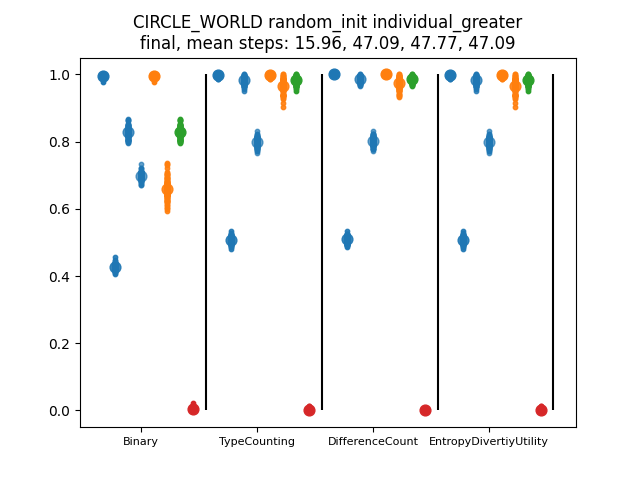 CIRCLE_WORLD random_init individual_greater
final, mean steps: 15.96, 47.09, 47.77, 47.09
1.0
0.8
0.6
0.4
0.2
0.0
Binary TypeCounting DifferenceCount EntropyDivertiyUtility